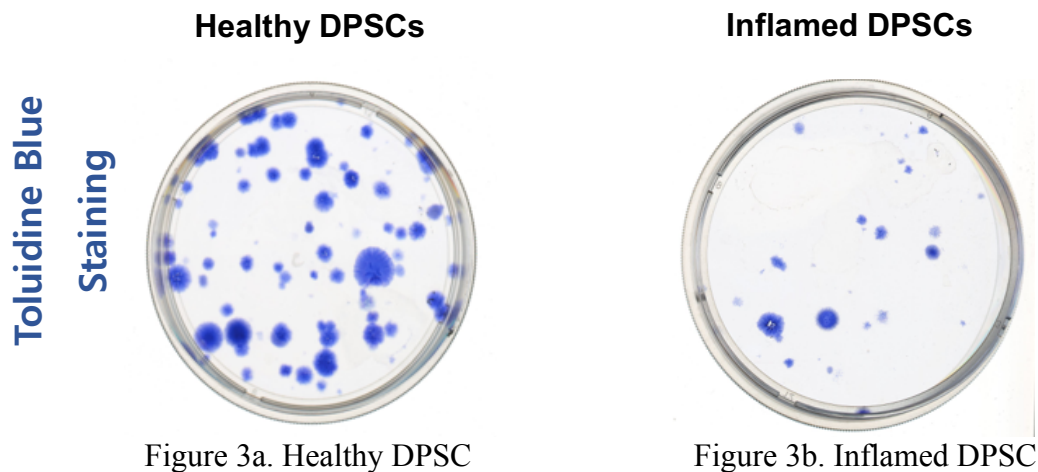 Healthy DPSCs
Inflamed DPSCs
Toluidine Blue
Staining
Figure 3a. Healthy DPSC
Figure 3b. Inflamed DPSC